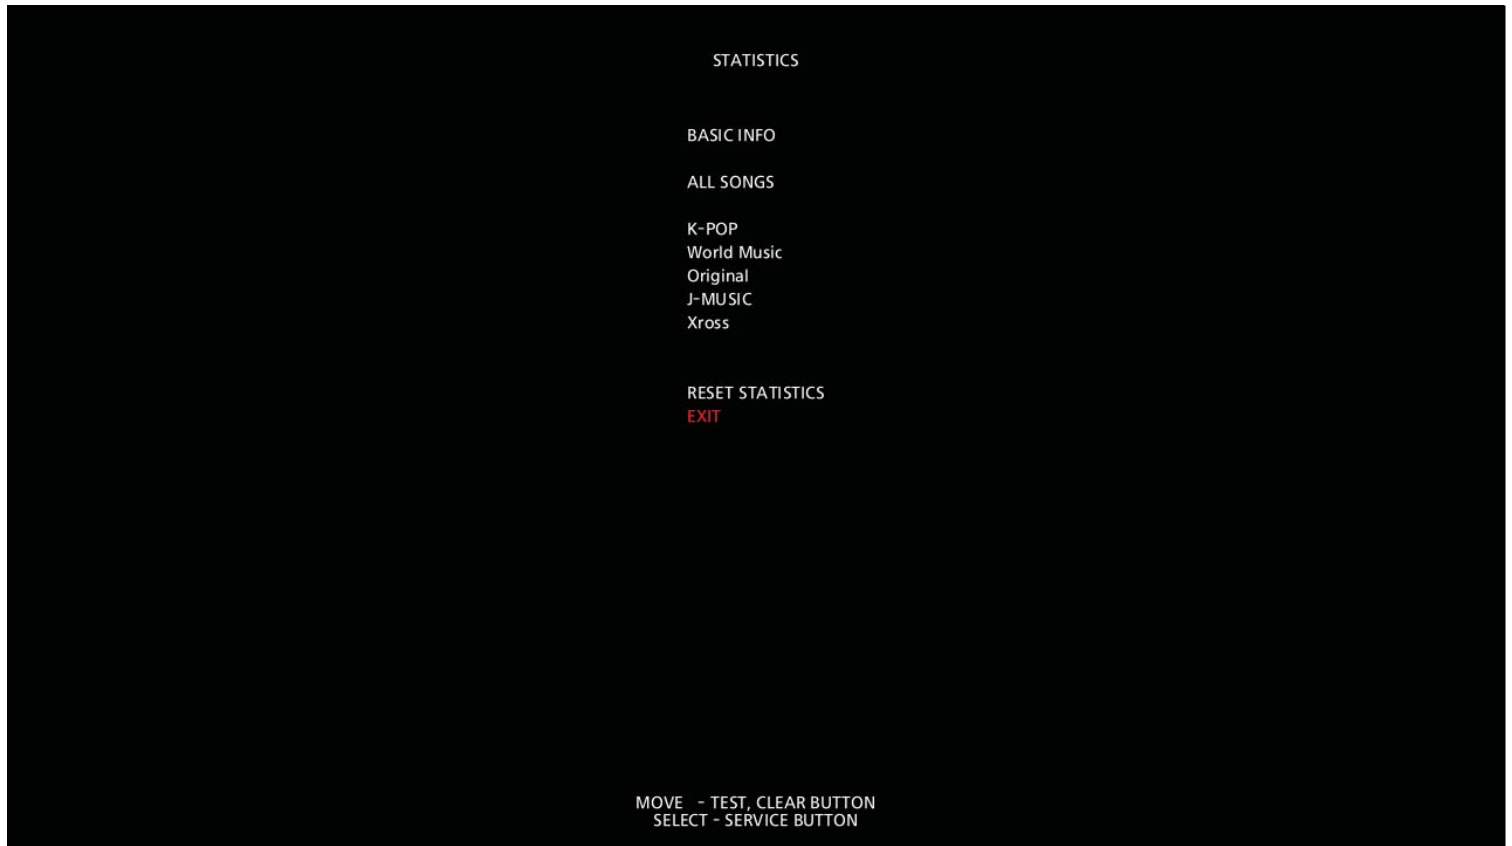 STATISTICS
BASIC INFO
ALL SONGS
K-POP
World Music
Original
J-MUSIC
Xross
RESET STATISTICS
EXIT
MOVE - TEST, CLEAR BUTTON
SELECT - SERVICE BUTTON